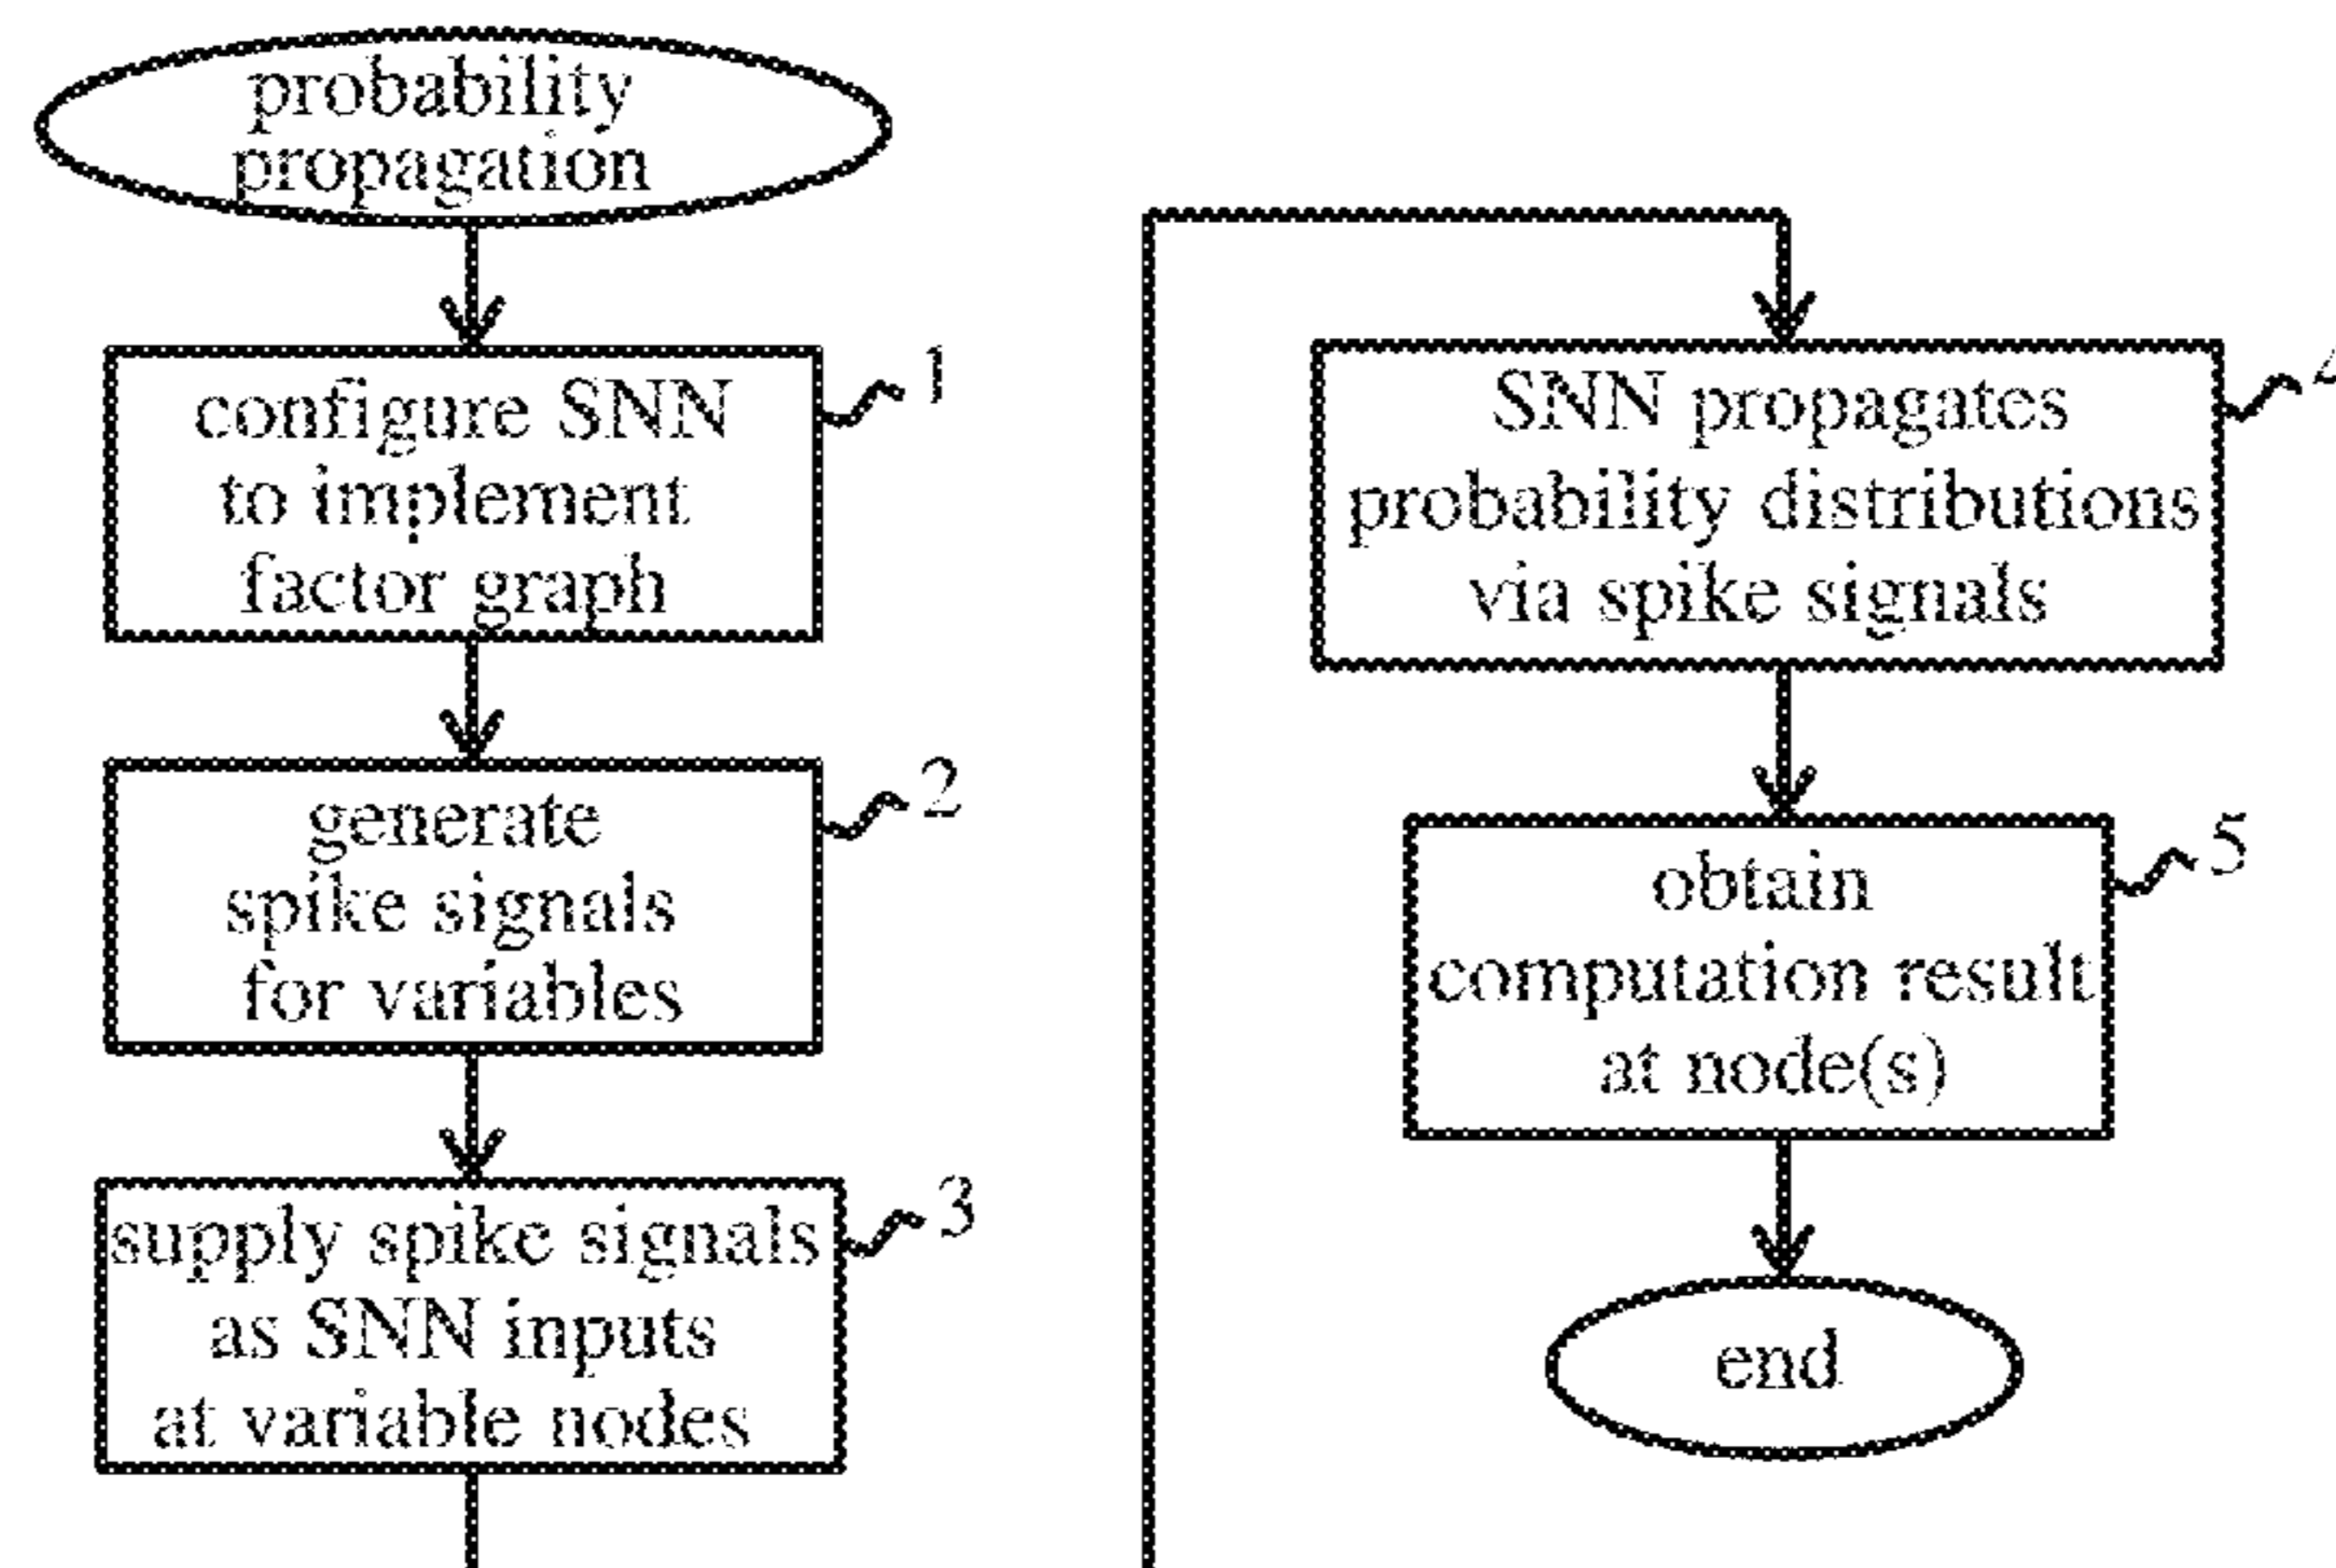 probability
propagation
configure SNN
to implement
factor graph
1
generate
spike signals
for variables
2
supply spike signals
as SNN inputs
at variable nodes
3
SNN propagates
probability distributions
via spike signals
4
obtain
computation result
at node(s)
5
end